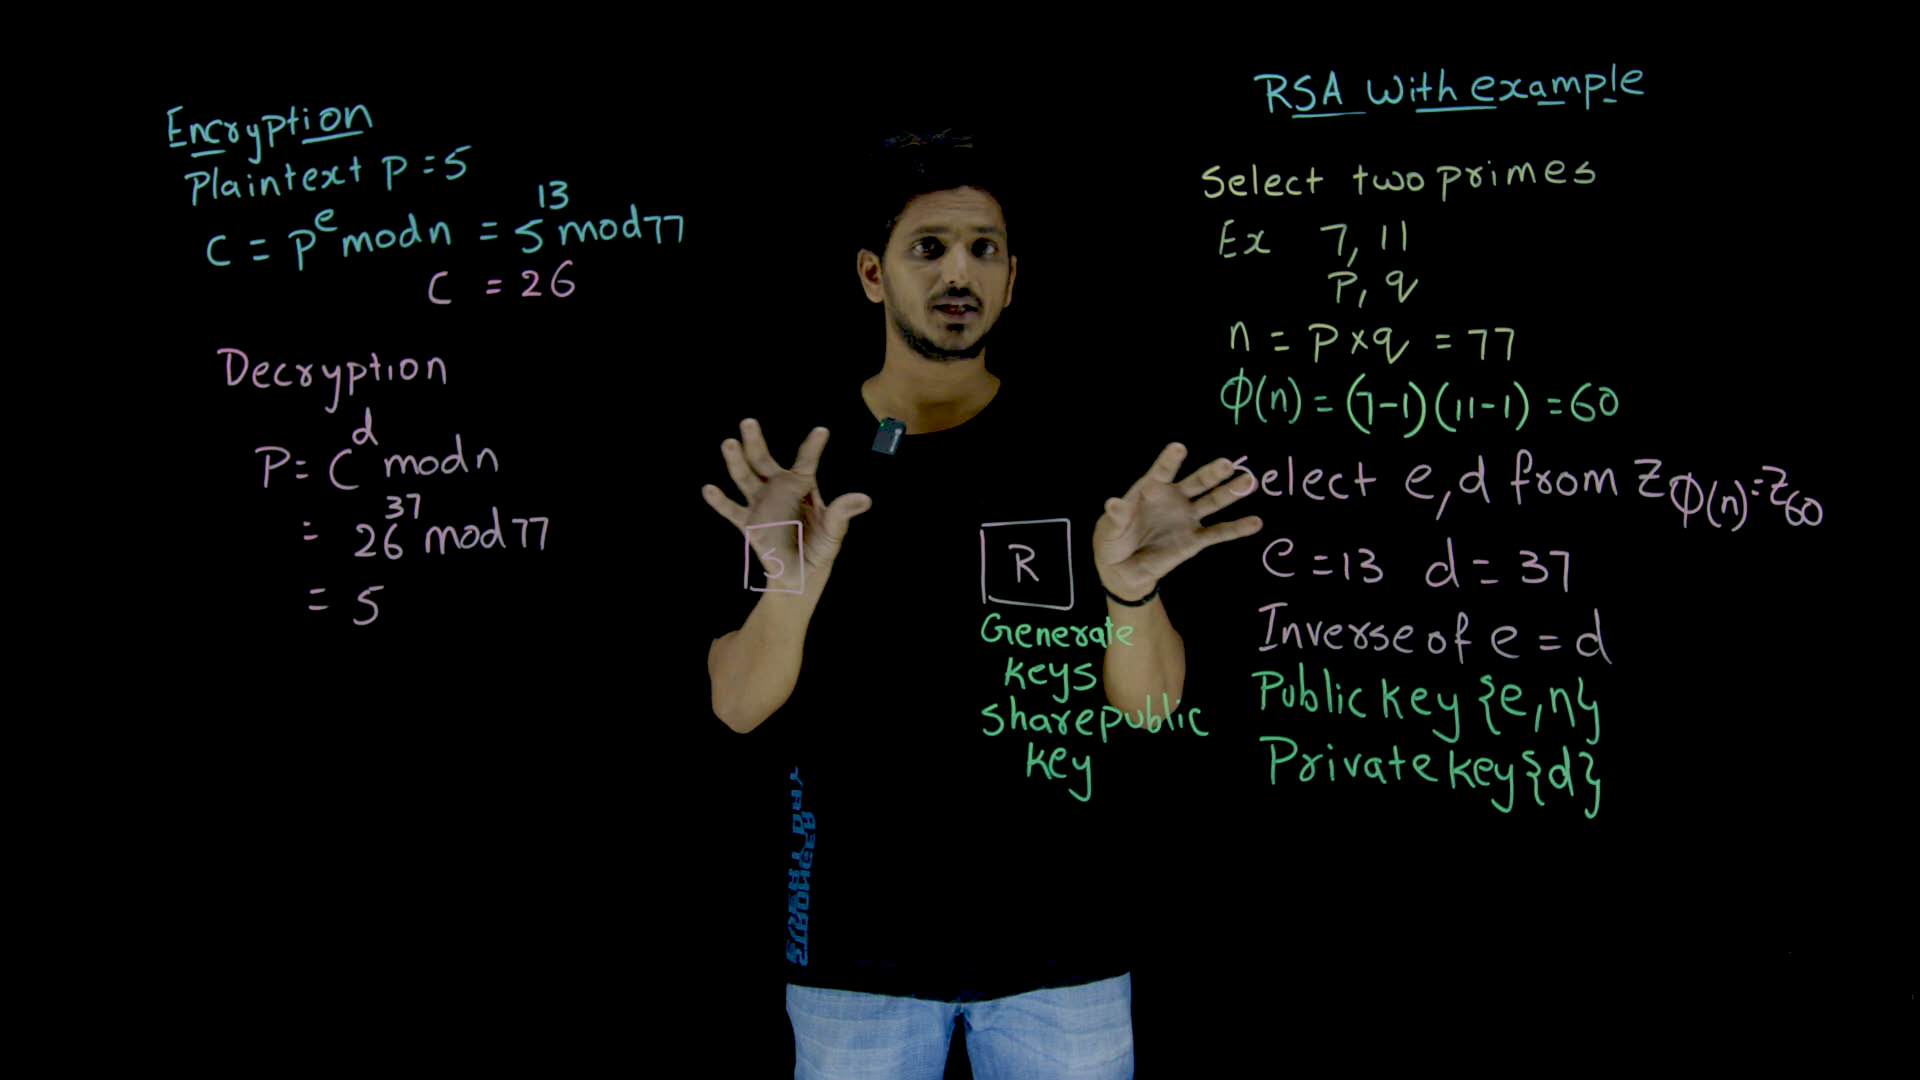 Encryption
Plaintext P = 5
C = P^e mod n = 5^13 mod 77
C = 26
Decryption
P = C^d mod n
= 26^37 mod 77
= 5
S
R
Generate
keys
Share public
key
RSA with example
Select two primes
Ex 7, 11
P, q
n = P × q = 77
Φ(n) = (7-1)(11-1) = 60
Select e, d from Z_Φ(n) = Z_60
e = 13 d = 37
Inverse of e = d
Public key {e, n}
Private key {d}